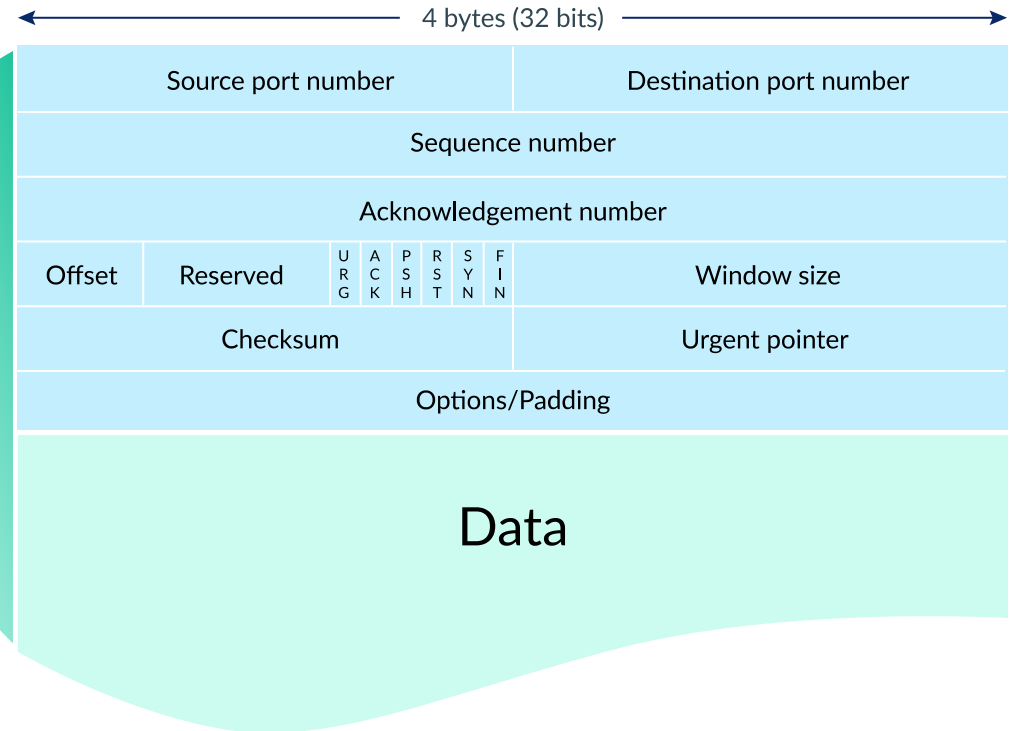 4 bytes (32 bits)
Source port number
Destination port number
Sequence number
Acknowledgement number
Offset
Reserved
URG
ACK
PSH
RST
SYN
FIN
Window size
Checksum
Urgent pointer
Options/Padding
Data